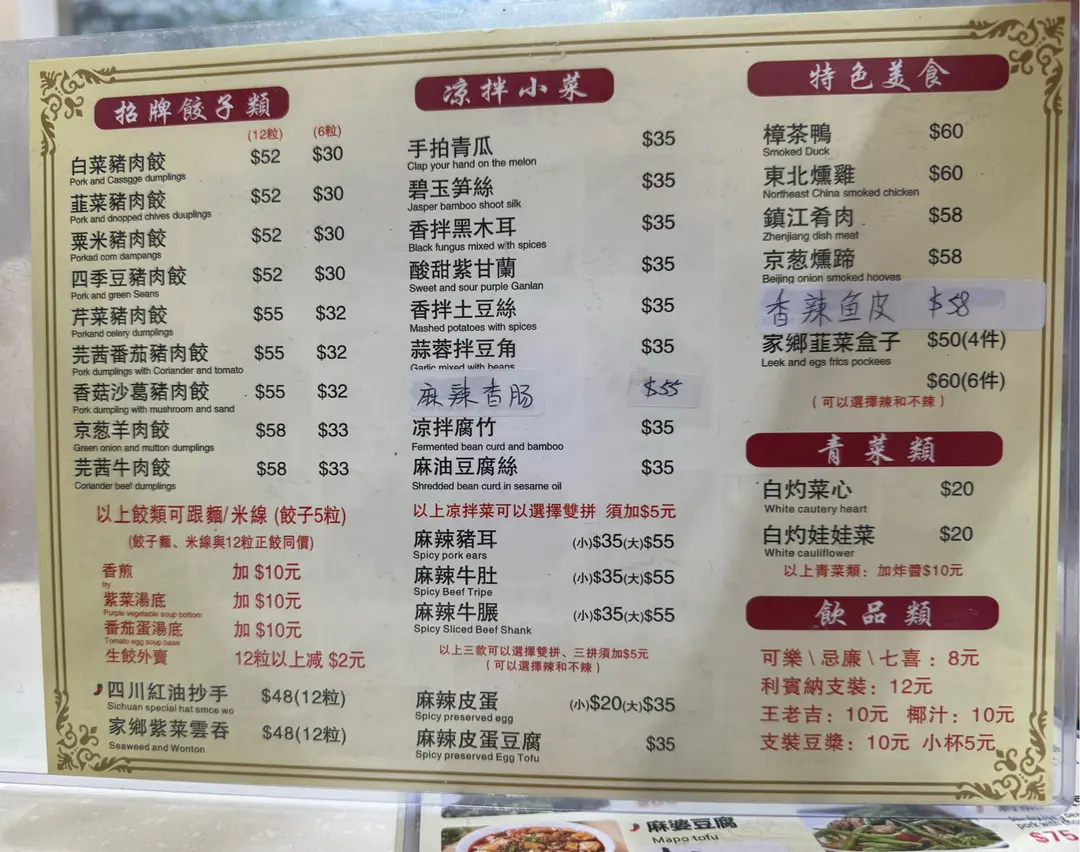 招牌餃子類
(12粒) (6粒)
白菜豬肉餃 $52 $30
Pork and Cassgge dumplings
韮菜豬肉餃 $52 $30
Pork and dnopped chives duuplings
粟米豬肉餃 $52 $30
Porkad com dampangs
四季豆豬肉餃 $52 $30
Pork and green Seans
芹菜豬肉餃 $55 $32
Porkand celery dumplings
芫茜番茄豬肉餃 $55 $32
Pork dumplings with Coriander and tomato
香菇沙葛豬肉餃 $55 $32
Pork dumpling with mushroom and sand
京葱羊肉餃 $58 $33
Green onion and mutton dumplings
芫茜牛肉餃 $58 $33
Coriander beef dumplings
以上餃類可跟麵/米線 (餃子5粒)
(餃子麵、米線與12粒正餃同價)
香煎 加 $10元
fry
紫菜湯底 加 $10元
Purple vegetable soup bottom
番茄蛋湯底 加 $10元
Tomato egg soup base
生餃外賣 12粒以上减 $2元
四川紅油抄手 $48(12粒)
Sichuan special hat smce wo
家鄉紫菜雲吞 $48(12粒)
Seaweed and Wonton
凉拌小菜
手拍青瓜 $35
Clap your hand on the melon
碧玉笋絲 $35
Jasper bamboo shoot silk
香拌黑木耳 $35
Black fungus mixed with spices
酸甜紫甘蘭 $35
Sweet and sour purple Ganlan
香拌土豆絲 $35
Mashed potatoes with spices
蒜蓉拌豆角 $35
Garlic mixed with beans
麻辣香肠 $55
凉拌腐竹 $35
Fermented bean curd and bamboo
麻油豆腐絲 $35
Shredded bean curd in sesame oil
以上凉拌菜可以選擇雙拼 須加$5元
麻辣豬耳 (小)$35(大)$55
Spicy pork ears
麻辣牛肚 (小)$35(大)$55
Spicy Beef Tripe
麻辣牛腱 (小)$35(大)$55
Spicy Sliced Beef Shank
以上三款可以選擇雙拼、三拼須加$5元
(可以選擇辣和不辣)
麻辣皮蛋 (小)$20(大)$35
Spicy preserved egg
麻辣皮蛋豆腐 $35
Spicy preserved Egg Tofu
特色美食
樟茶鴨 $60
Smoked Duck
東北燻雞 $60
Northeast China smoked chicken
鎮江肴肉 $58
Zhenjiang dish meat
京葱燻蹄 $58
Beijing onion smoked hooves
香辣鱼皮 $58
家鄉韮菜盒子 $50(4件)
Leek and egs frics pockees
$60(6件)
(可以選擇辣和不辣)
青菜類
白灼菜心 $20
White cautery heart
白灼娃娃菜 $20
White cauliflower
以上青菜類：加炸醬$10元
飲品類
可樂\忌廉\七喜：8元
利賓納支裝：12元
王老吉：10元 椰汁：10元
支裝豆漿：10元 小杯5元
麻婆豆腐
Mapo tofu
$75